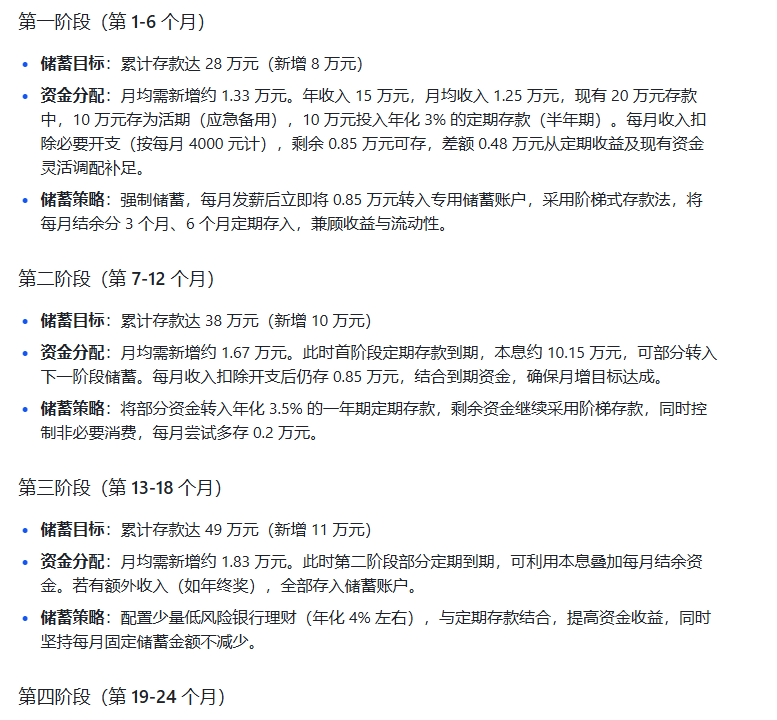 第一阶段（第 1-6 个月）
储蓄目标：累计存款达 28 万元（新增 8 万元）
资金分配：月均需新增约 1.33 万元。年收入 15 万元，月均收入 1.25 万元，现有 20 万元存款
中，10 万元存为活期（应急备用），10 万元投入年化 3% 的定期存款（半年期）。每月收入扣
除必要开支（按每月 4000 元计），剩余 0.85 万元可存，差额 0.48 万元从定期收益及现有资金
灵活调配补足。
储蓄策略：强制储蓄，每月发薪后立即将 0.85 万元转入专用储蓄账户，采用阶梯式存款法，将
每月结余分 3 个月、6 个月定期存入，兼顾收益与流动性。
第二阶段（第 7-12 个月）
储蓄目标：累计存款达 38 万元（新增 10 万元）
资金分配：月均需新增约 1.67 万元。此时首阶段定期存款到期，本息约 10.15 万元，可部分转入
下一阶段储蓄。每月收入扣除开支后仍存 0.85 万元，结合到期资金，确保月增目标达成。
储蓄策略：将部分资金转入年化 3.5% 的一年期定期存款，剩余资金继续采用阶梯存款，同时控
制非必要消费，每月尝试多存 0.2 万元。
第三阶段（第 13-18 个月）
储蓄目标：累计存款达 49 万元（新增 11 万元）
资金分配：月均需新增约 1.83 万元。此时第二阶段部分定期到期，可利用本息叠加每月结余资
金。若有额外收入（如年终奖），全部存入储蓄账户。
储蓄策略：配置少量低风险银行理财（年化 4% 左右），与定期存款结合，提高资金收益，同时
坚持每月固定储蓄金额不减少。
第四阶段（第 19-24 个月）